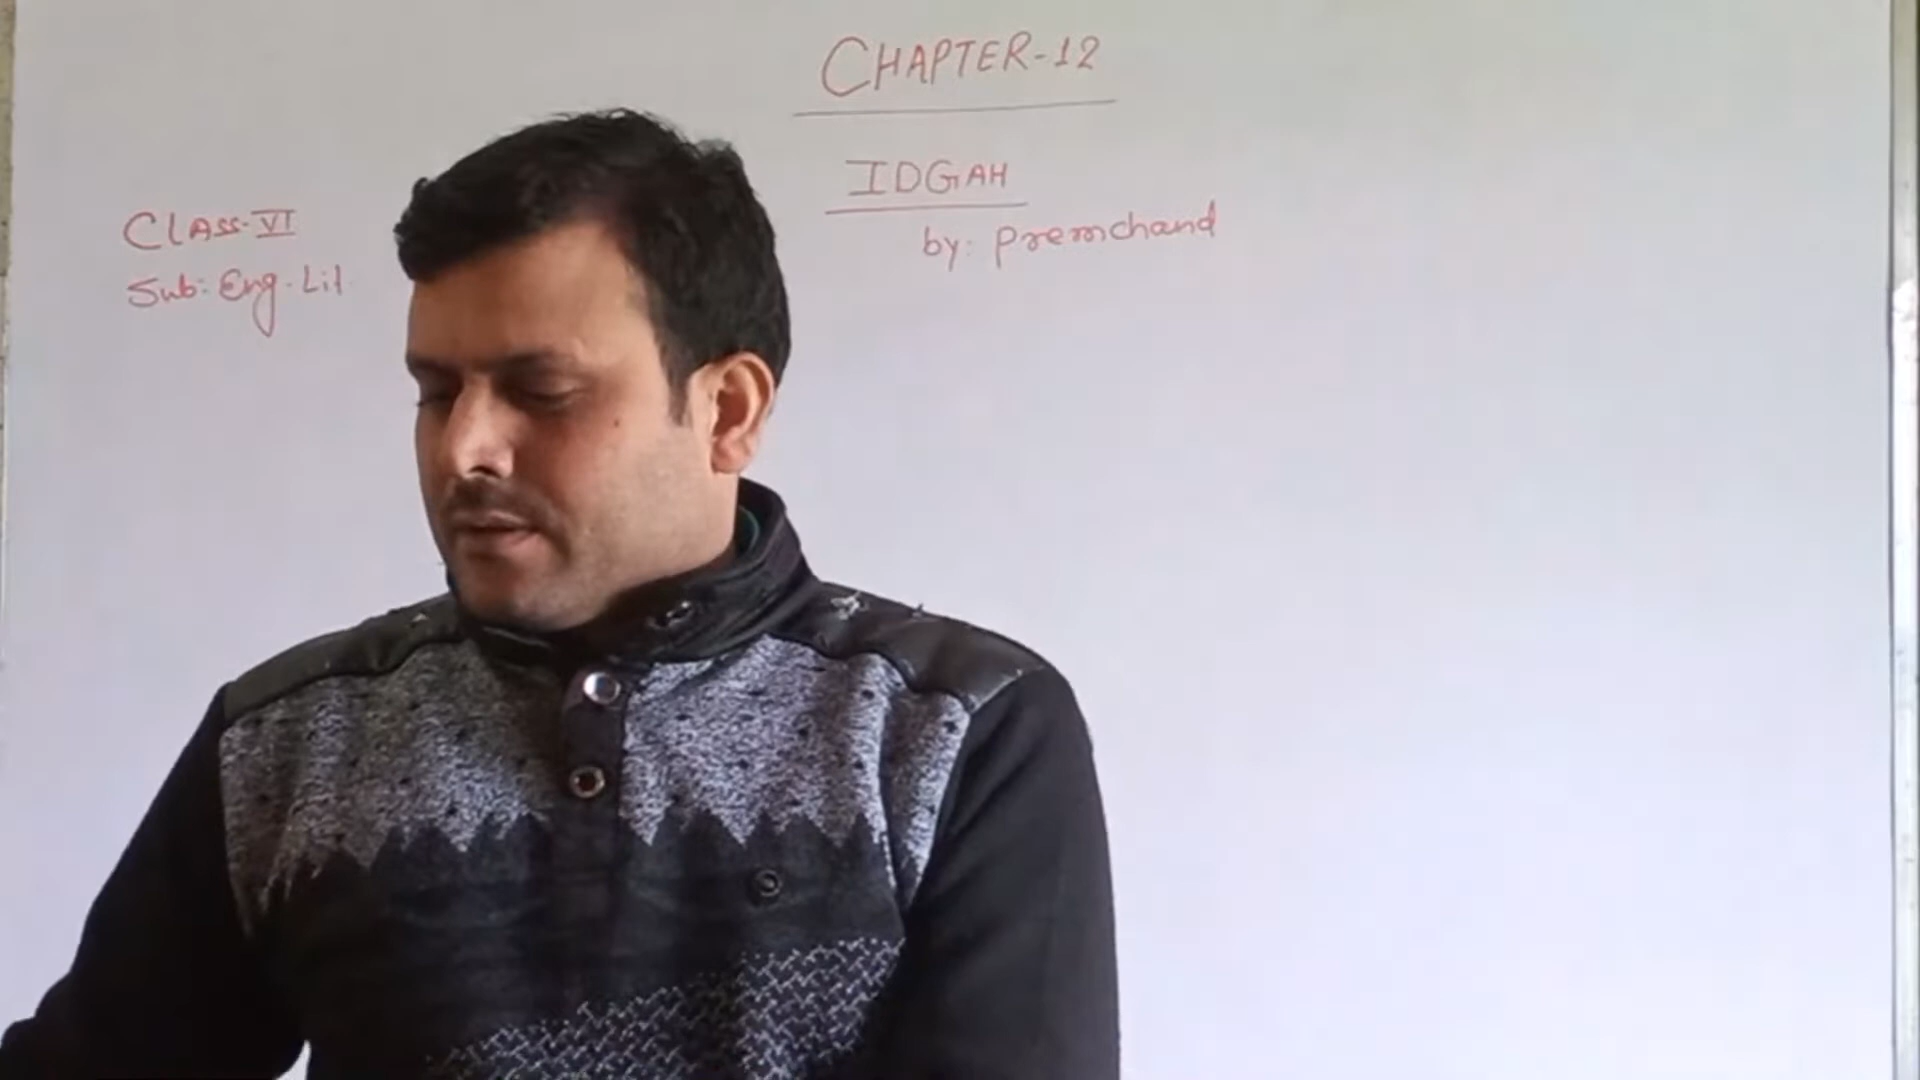 CHAPTER-12
IDGAH
by: Premchand
Class-VI
Sub: Eng. Lit.